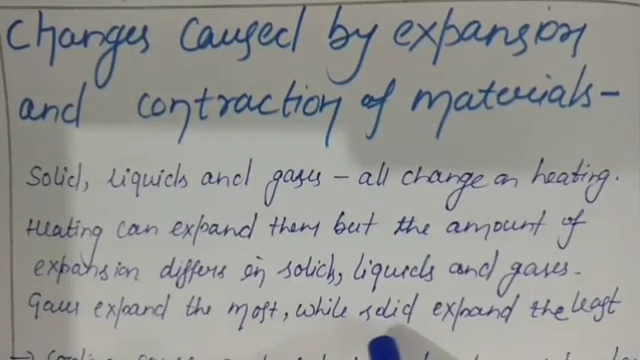 Changes caused by expansion
and contraction of materials-
Solid, liquids and gases - all change on heating.
Heating can expand them but the amount of
expansion differs in solids, liquids and gases-
Gases expand the most, while solid expand the least